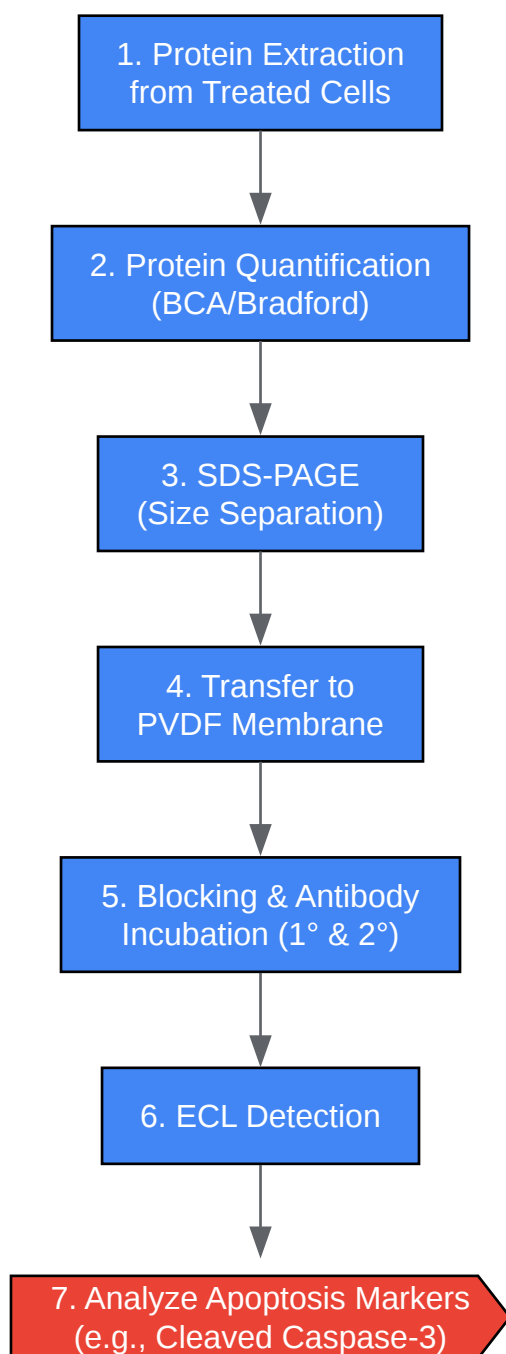 1. Protein Extraction
from Treated Cells
2. Protein Quantification
(BCA/Bradford)
3. SDS-PAGE
(Size Separation)
4. Transfer to
PVDF Membrane
5. Blocking & Antibody
Incubation (1° & 2°)
6. ECL Detection
7. Analyze Apoptosis Markers
(e.g., Cleaved Caspase-3)